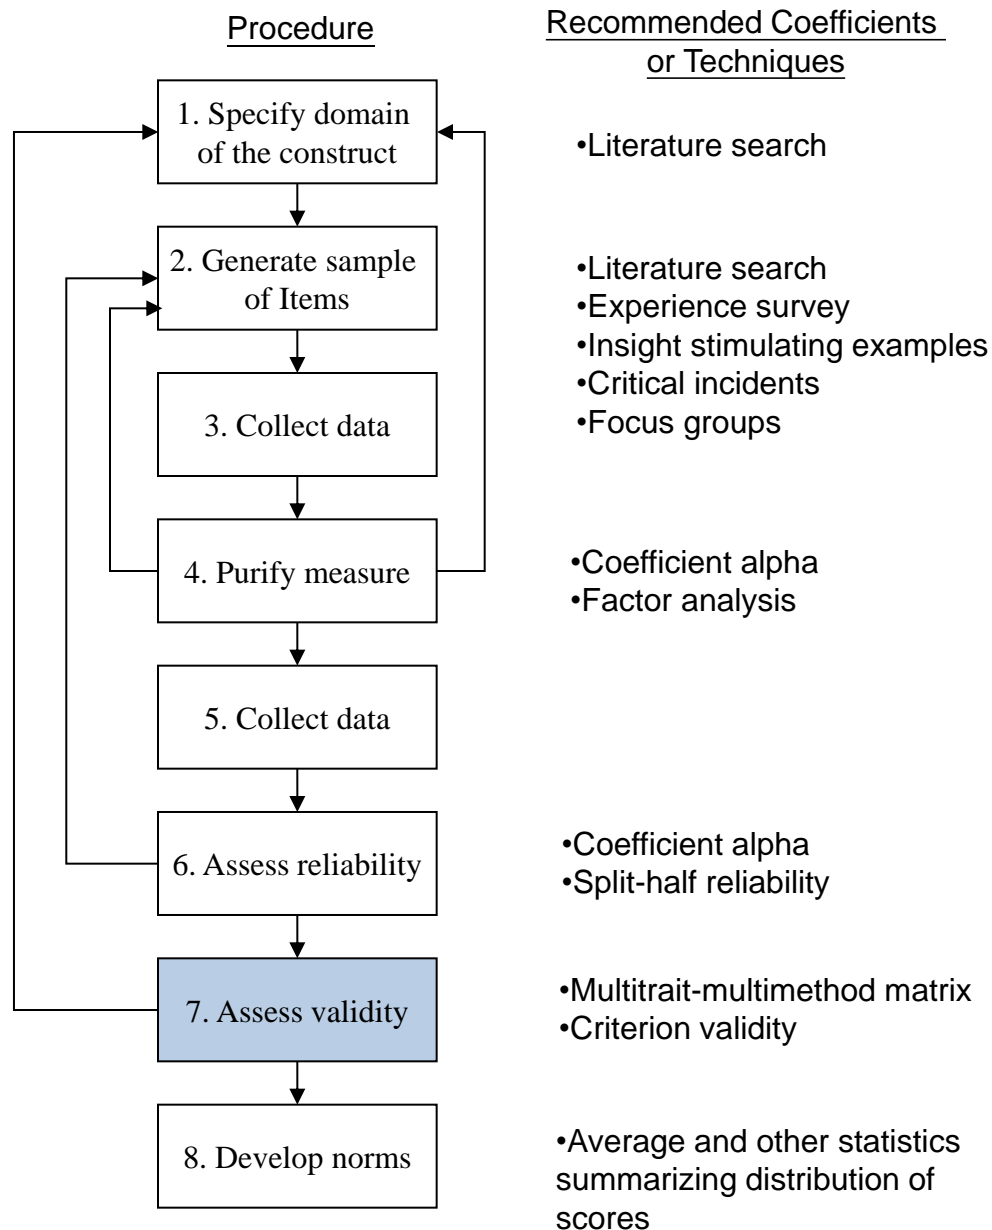 Procedure
Recommended Coefficients
or Techniques
1. Specify domain
of the construct
•Literature search
2. Generate sample
of Items
•Literature search
•Experience survey
•Insight stimulating examples
•Critical incidents
•Focus groups
3. Collect data
4. Purify measure
•Coefficient alpha
•Factor analysis
5. Collect data
6. Assess reliability
•Coefficient alpha
•Split-half reliability
7. Assess validity
•Multitrait-multimethod matrix
•Criterion validity
8. Develop norms
•Average and other statistics
summarizing distribution of
scores